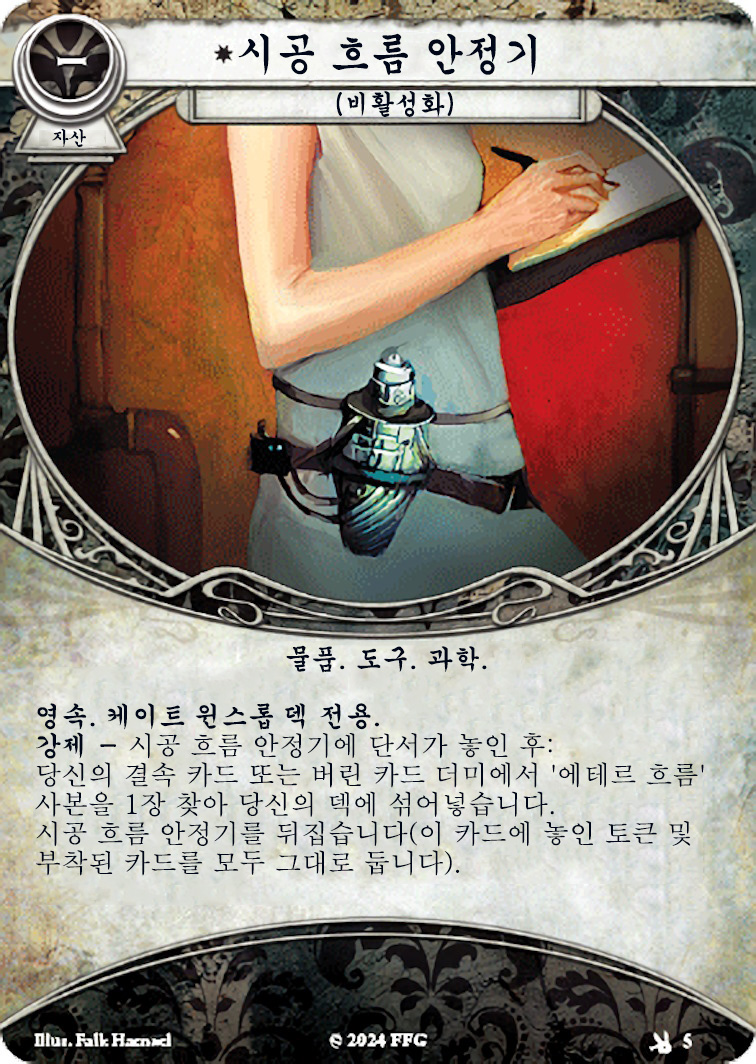 ✷시공 흐름 안정기
(비활성화)
자산
물품. 도구. 과학.
영속. 케이트 윈스롭 덱 전용.
강제 – 시공 흐름 안정기에 단서가 놓인 후:
당신의 결속 카드 또는 버린 카드 더미에서 '에테르 흐름'
사본을 1장 찾아 당신의 덱에 섞어넣습니다.
시공 흐름 안정기를 뒤집습니다(이 카드에 놓인 토큰 및
부착된 카드를 모두 그대로 둡니다).
Illus. Falk Haensel
© 2024 FFG
5